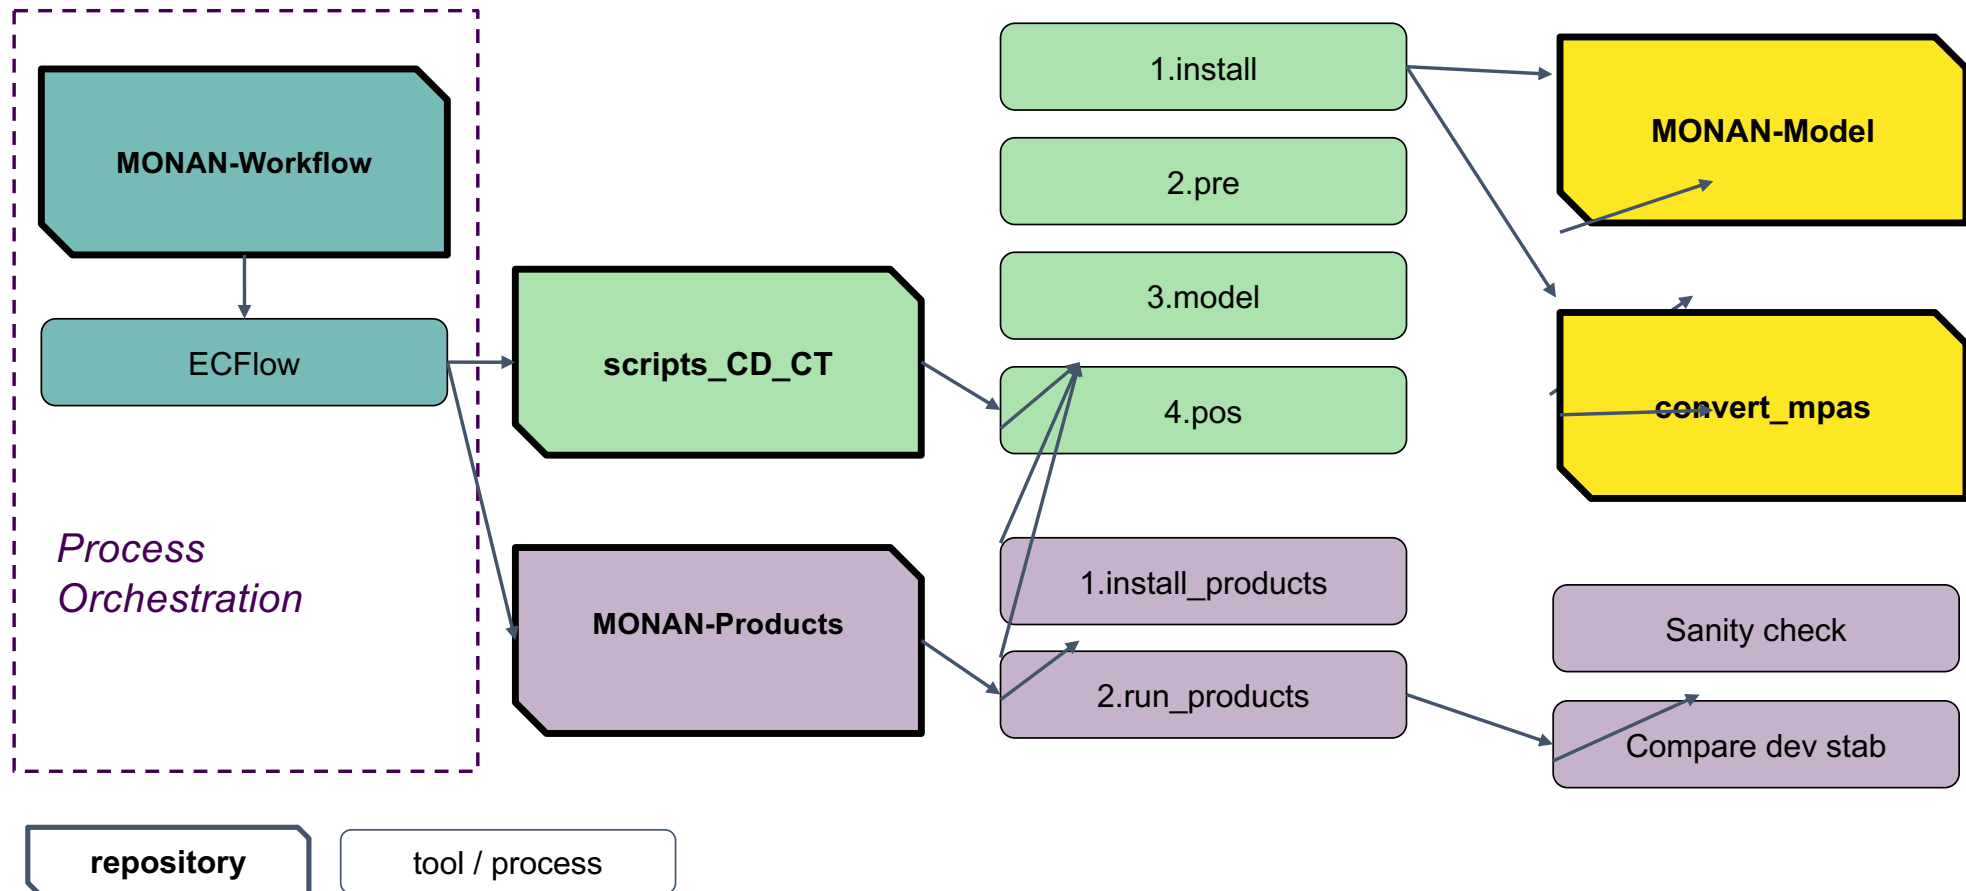 MONAN-Workflow
ECFlow
Process
Orchestration
scripts_CD_CT
MONAN-Products
1.install
2.pre
3.model
4.pos
1.install_products
2.run_products
MONAN-Model
convert_mpas
Sanity check
Compare dev stab
repository
tool / process